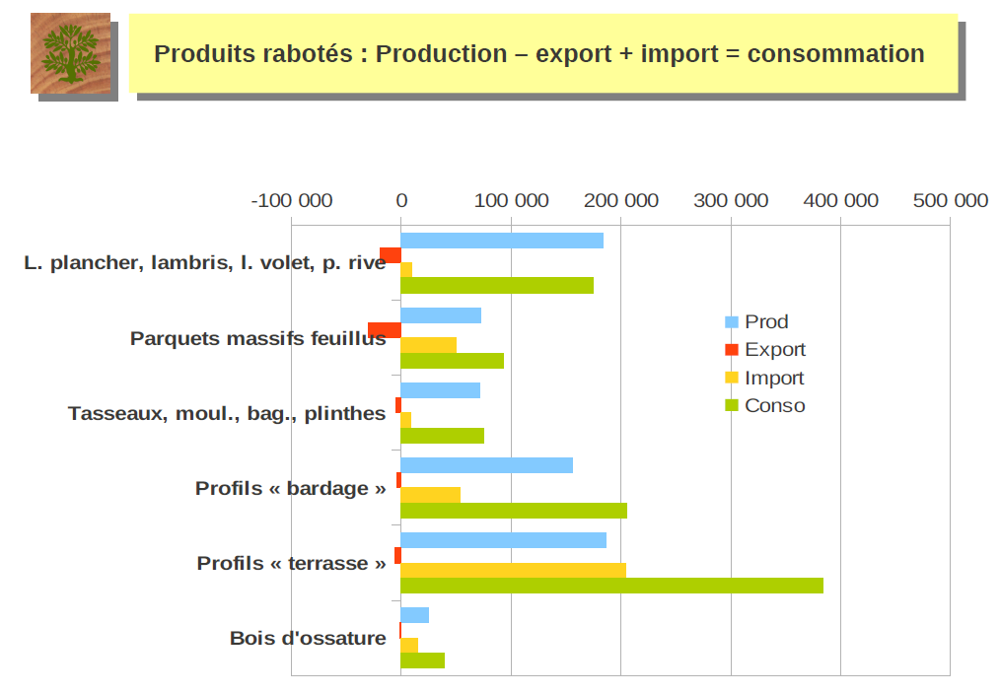 Produits rabotés : Production – export + import = consommation
-100 000 0 100 000 200 000 300 000 400 000 500 000
L. plancher, lambris, l. volet, p. rive
Parquets massifs feuillus
Tasseaux, moul., bag., plinthes
Profils « bardage »
Profils « terrasse »
Bois d'ossature
Prod
Export
Import
Conso